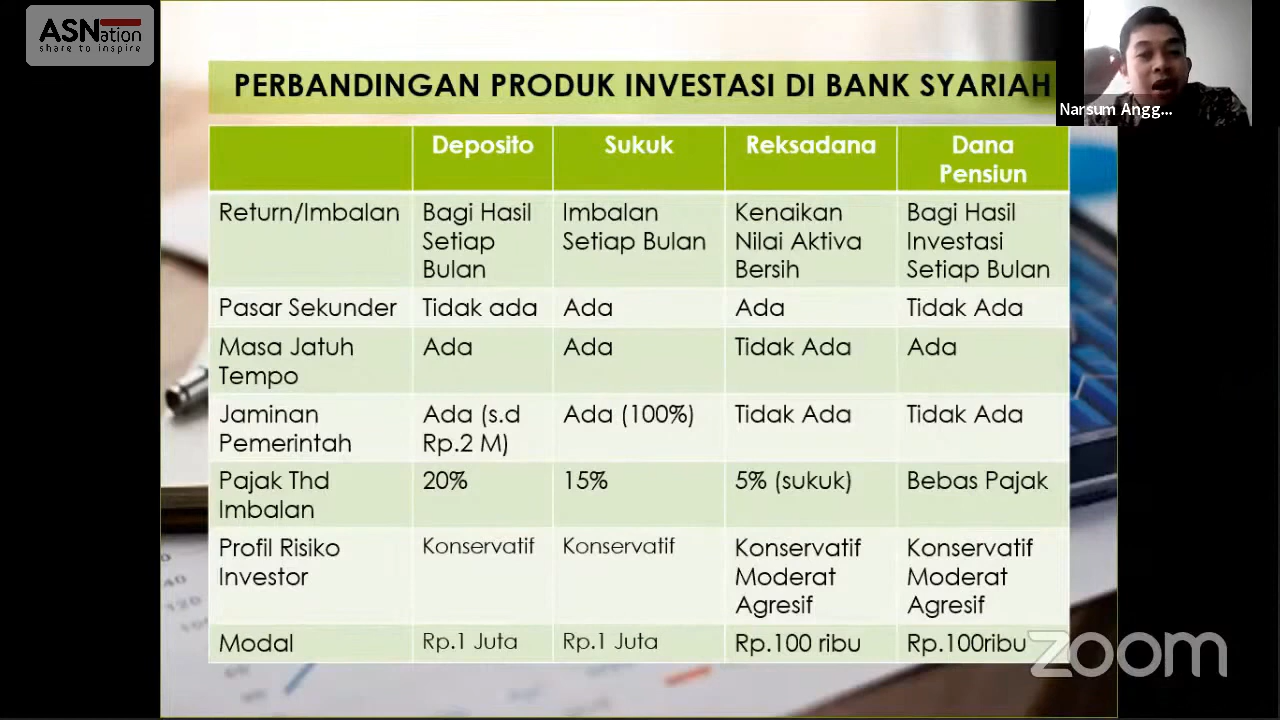 ASNation
share to inspire
PERBANDINGAN PRODUK INVESTASI DI BANK SYARIAH
Narsum Angg...
Deposito Sukuk Reksadana Dana Pensiun
Return/Imbalan
Bagi Hasil Setiap Bulan
Imbalan Setiap Bulan
Kenaikan Nilai Aktiva Bersih
Bagi Hasil Investasi Setiap Bulan
Pasar Sekunder Tidak ada Ada Ada Tidak Ada
Masa Jatuh Tempo Ada Ada Tidak Ada Ada
Jaminan Pemerintah Ada (s.d Rp.2 M) Ada (100%) Tidak Ada Tidak Ada
Pajak Thd Imbalan 20% 15% 5% (sukuk) Bebas Pajak
Profil Risiko Investor Konservatif Konservatif Konservatif Moderat Agresif Konservatif Moderat Agresif
Modal Rp.1 Juta Rp.1 Juta Rp.100 ribu Rp.100ribu
zoom